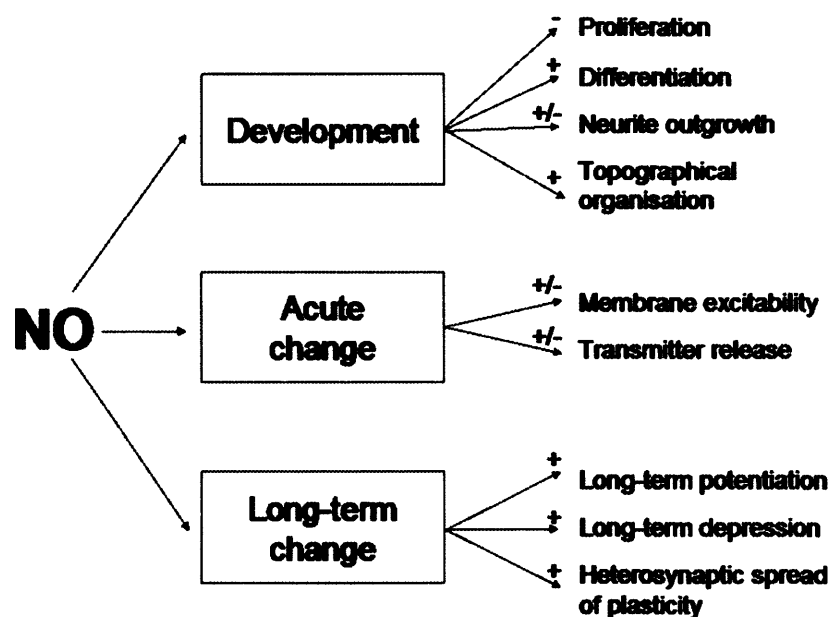 NO
Development
- Proliferation
+ Differentiation
+/- Neurite outgrowth
+ Topographical
organisation
Acute
change
+/- Membrane excitability
+/- Transmitter release
Long-term
change
+ Long-term potentiation
+ Long-term depression
+ Heterosynaptic spread
of plasticity